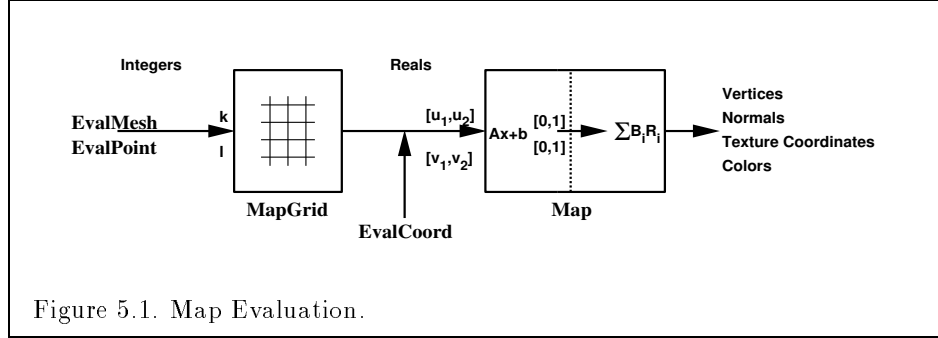 Integers
Reals
EvalMesh
EvalPoint
k
l
[u1,u2]
[v1,v2]
Ax+b
[0,1]
[0,1]
∑BiRi
Vertices
Normals
Texture Coordinates
Colors
MapGrid
EvalCoord
Map
Figure 5.1. Map Evaluation.